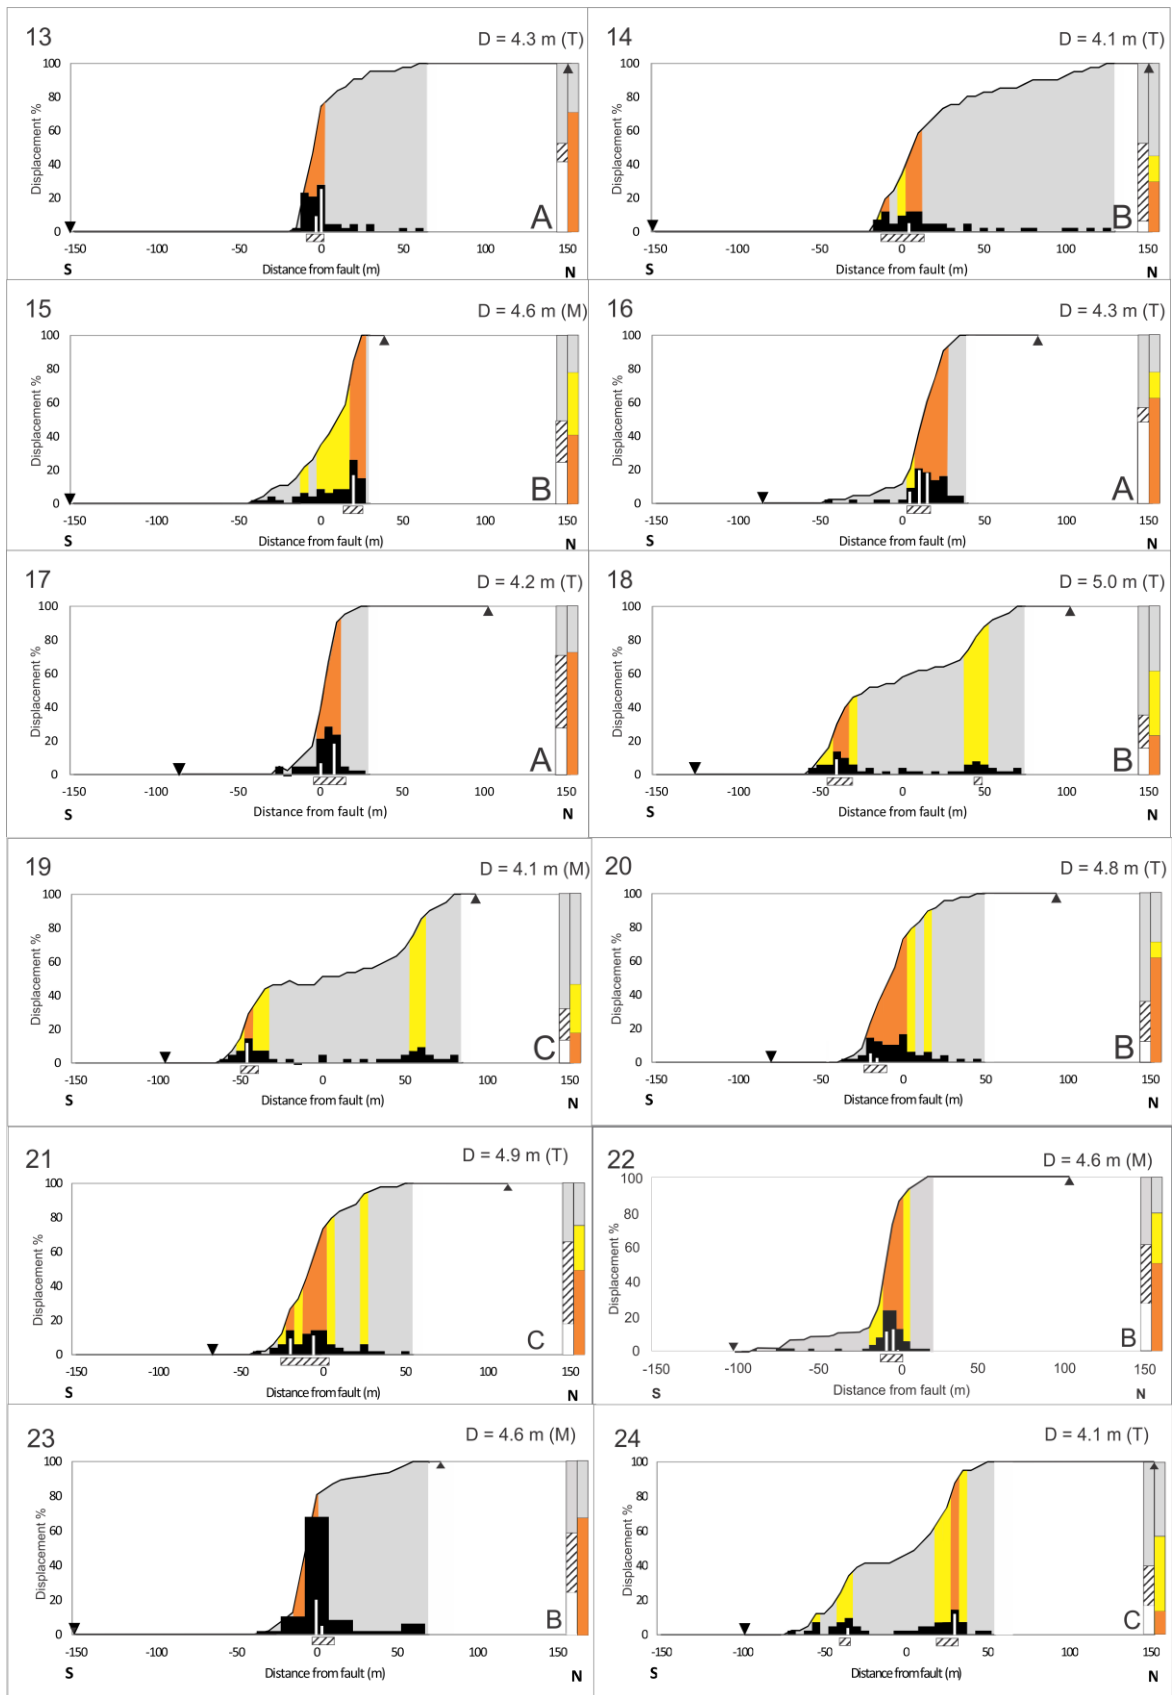 13
D = 4.3 m (T)
Displacement %
100
80
60
40
20
0
A
-150
-100
-50
0
50
100
150
S
Distance from fault (m)
N
14
D = 4.1 m (T)
Displacement %
100
80
60
40
20
0
B
-150
-100
-50
0
50
100
150
S
Distance from fault (m)
N
15
D = 4.6 m (M)
Displacement %
100
80
60
40
20
0
B
-150
-100
-50
0
50
100
150
S
Distance from fault (m)
N
16
D = 4.3 m (T)
Displacement %
100
80
60
40
20
0
A
-150
-100
-50
0
50
100
150
S
Distance from fault (m)
N
17
D = 4.2 m (T)
Displacement %
100
80
60
40
20
0
A
-150
-100
-50
0
50
100
150
S
Distance from fault (m)
N
18
D = 5.0 m (T)
Displacement %
100
80
60
40
20
0
B
-150
-100
-50
0
50
100
150
S
Distance from fault (m)
N
19
D = 4.1 m (M)
Displacement %
100
80
60
40
20
0
C
-150
-100
-50
0
50
100
150
S
Distance from fault (m)
N
20
D = 4.8 m (T)
Displacement %
100
80
60
40
20
0
B
-150
-100
-50
0
50
100
150
S
Distance from fault (m)
N
21
D = 4.9 m (T)
Displacement %
100
80
60
40
20
0
C
-150
-100
-50
0
50
100
150
S
Distance from fault (m)
N
22
D = 4.6 m (M)
Displacement %
100
80
60
40
20
0
B
-150
-100
-50
0
50
100
150
S
Distance from fault (m)
N
23
D = 4.6 m (M)
Displacement %
100
80
60
40
20
0
B
-150
-100
-50
0
50
100
150
S
Distance from fault (m)
N
24
D = 4.1 m (T)
Displacement %
100
80
60
40
20
0
C
-150
-100
-50
0
50
100
150
S
Distance from fault (m)
N